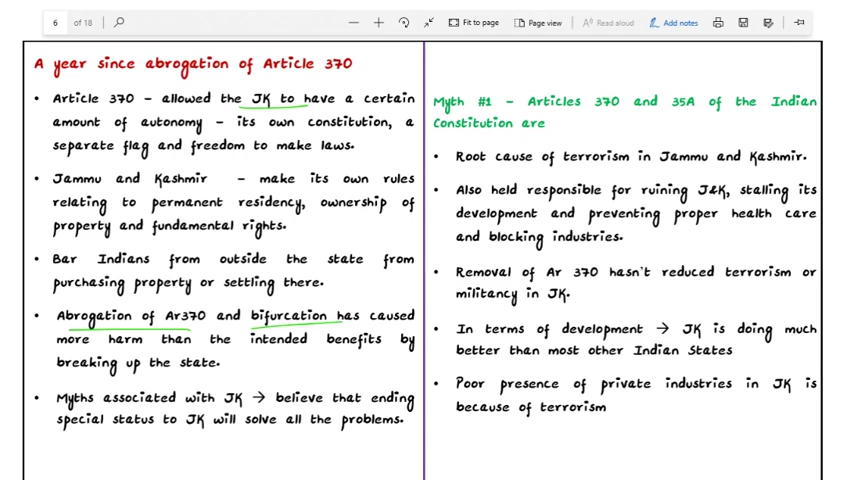 6 of 18
Fit to page
Page view
Read aloud
Add notes
A year since abrogation of Article 370
• Article 370 – allowed the JK to have a certain
amount of autonomy – its own constitution, a
separate flag and freedom to make laws.
• Jammu and Kashmir – make its own rules
relating to permanent residency, ownership of
property and fundamental rights.
• Bar Indians from outside the state from
purchasing property or settling there.
• Abrogation of Ar370 and bifurcation has caused
more harm than the intended benefits by
breaking up the state.
• Myths associated with JK → believe that ending
special status to JK will solve all the problems.
Myth #1 – Articles 370 and 35A of the Indian
Constitution are
• Root cause of terrorism in Jammu and Kashmir.
• Also held responsible for ruining J&K, stalling its
development and preventing proper health care
and blocking industries.
• Removal of Ar 370 hasn't reduced terrorism or
militancy in JK.
• In terms of development → JK is doing much
better than most other Indian States
• Poor presence of private industries in JK is
because of terrorism